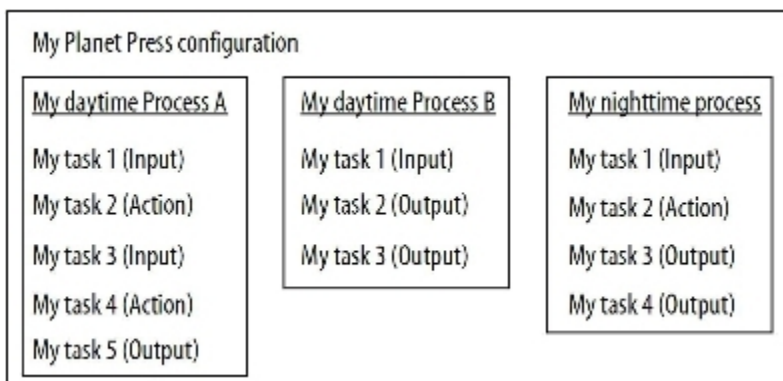 My Planet Press configuration
My daytime Process A
My task 1 (Input)
My task 2 (Action)
My task 3 (Input)
My task 4 (Action)
My task 5 (Output)
My daytime Process B
My task 1 (Input)
My task 2 (Output)
My task 3 (Output)
My nighttime process
My task 1 (Input)
My task 2 (Action)
My task 3 (Output)
My task 4 (Output)